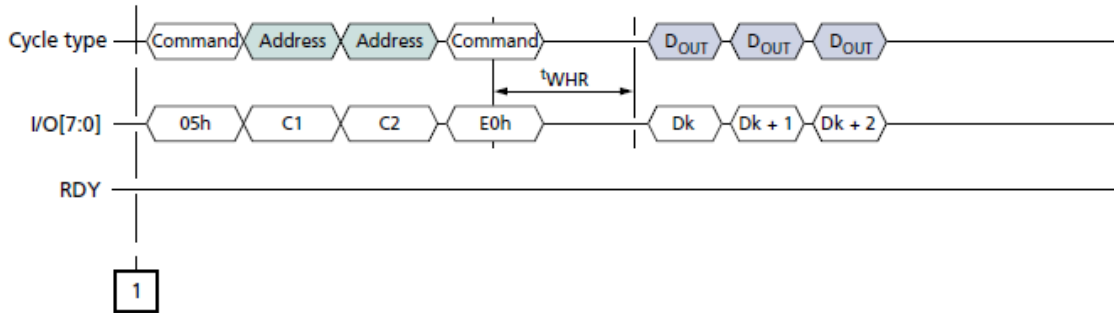 Cycle type Command Address Address Command DOUT DOUT DOUT
tWHR
I/O[7:0] 05h C1 C2 E0h Dk Dk + 1 Dk + 2
RDY
1